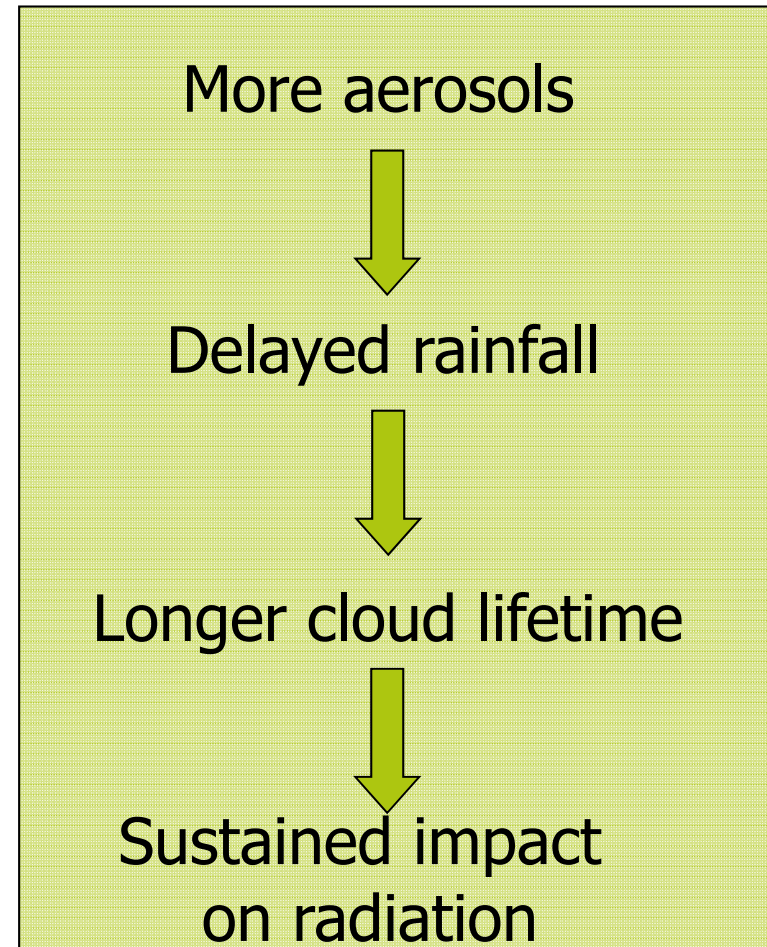 More aerosols
Delayed rainfall
Longer cloud lifetime
Sustained impact
on radiation